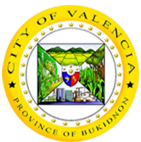 CITY OF VALENCIA
PROVINCE OF BUKIDNON